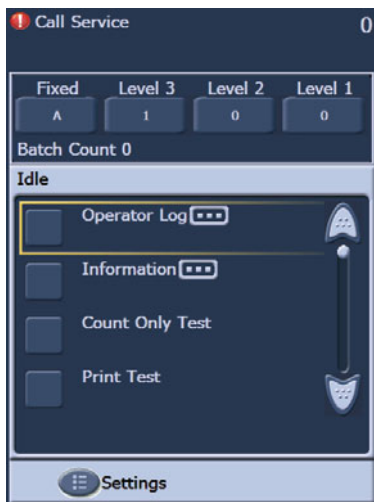 Call Service 0
Fixed Level 3 Level 2 Level 1
A 1 0 0
Batch Count 0
Idle
Operator Log
Information
Count Only Test
Print Test
Settings